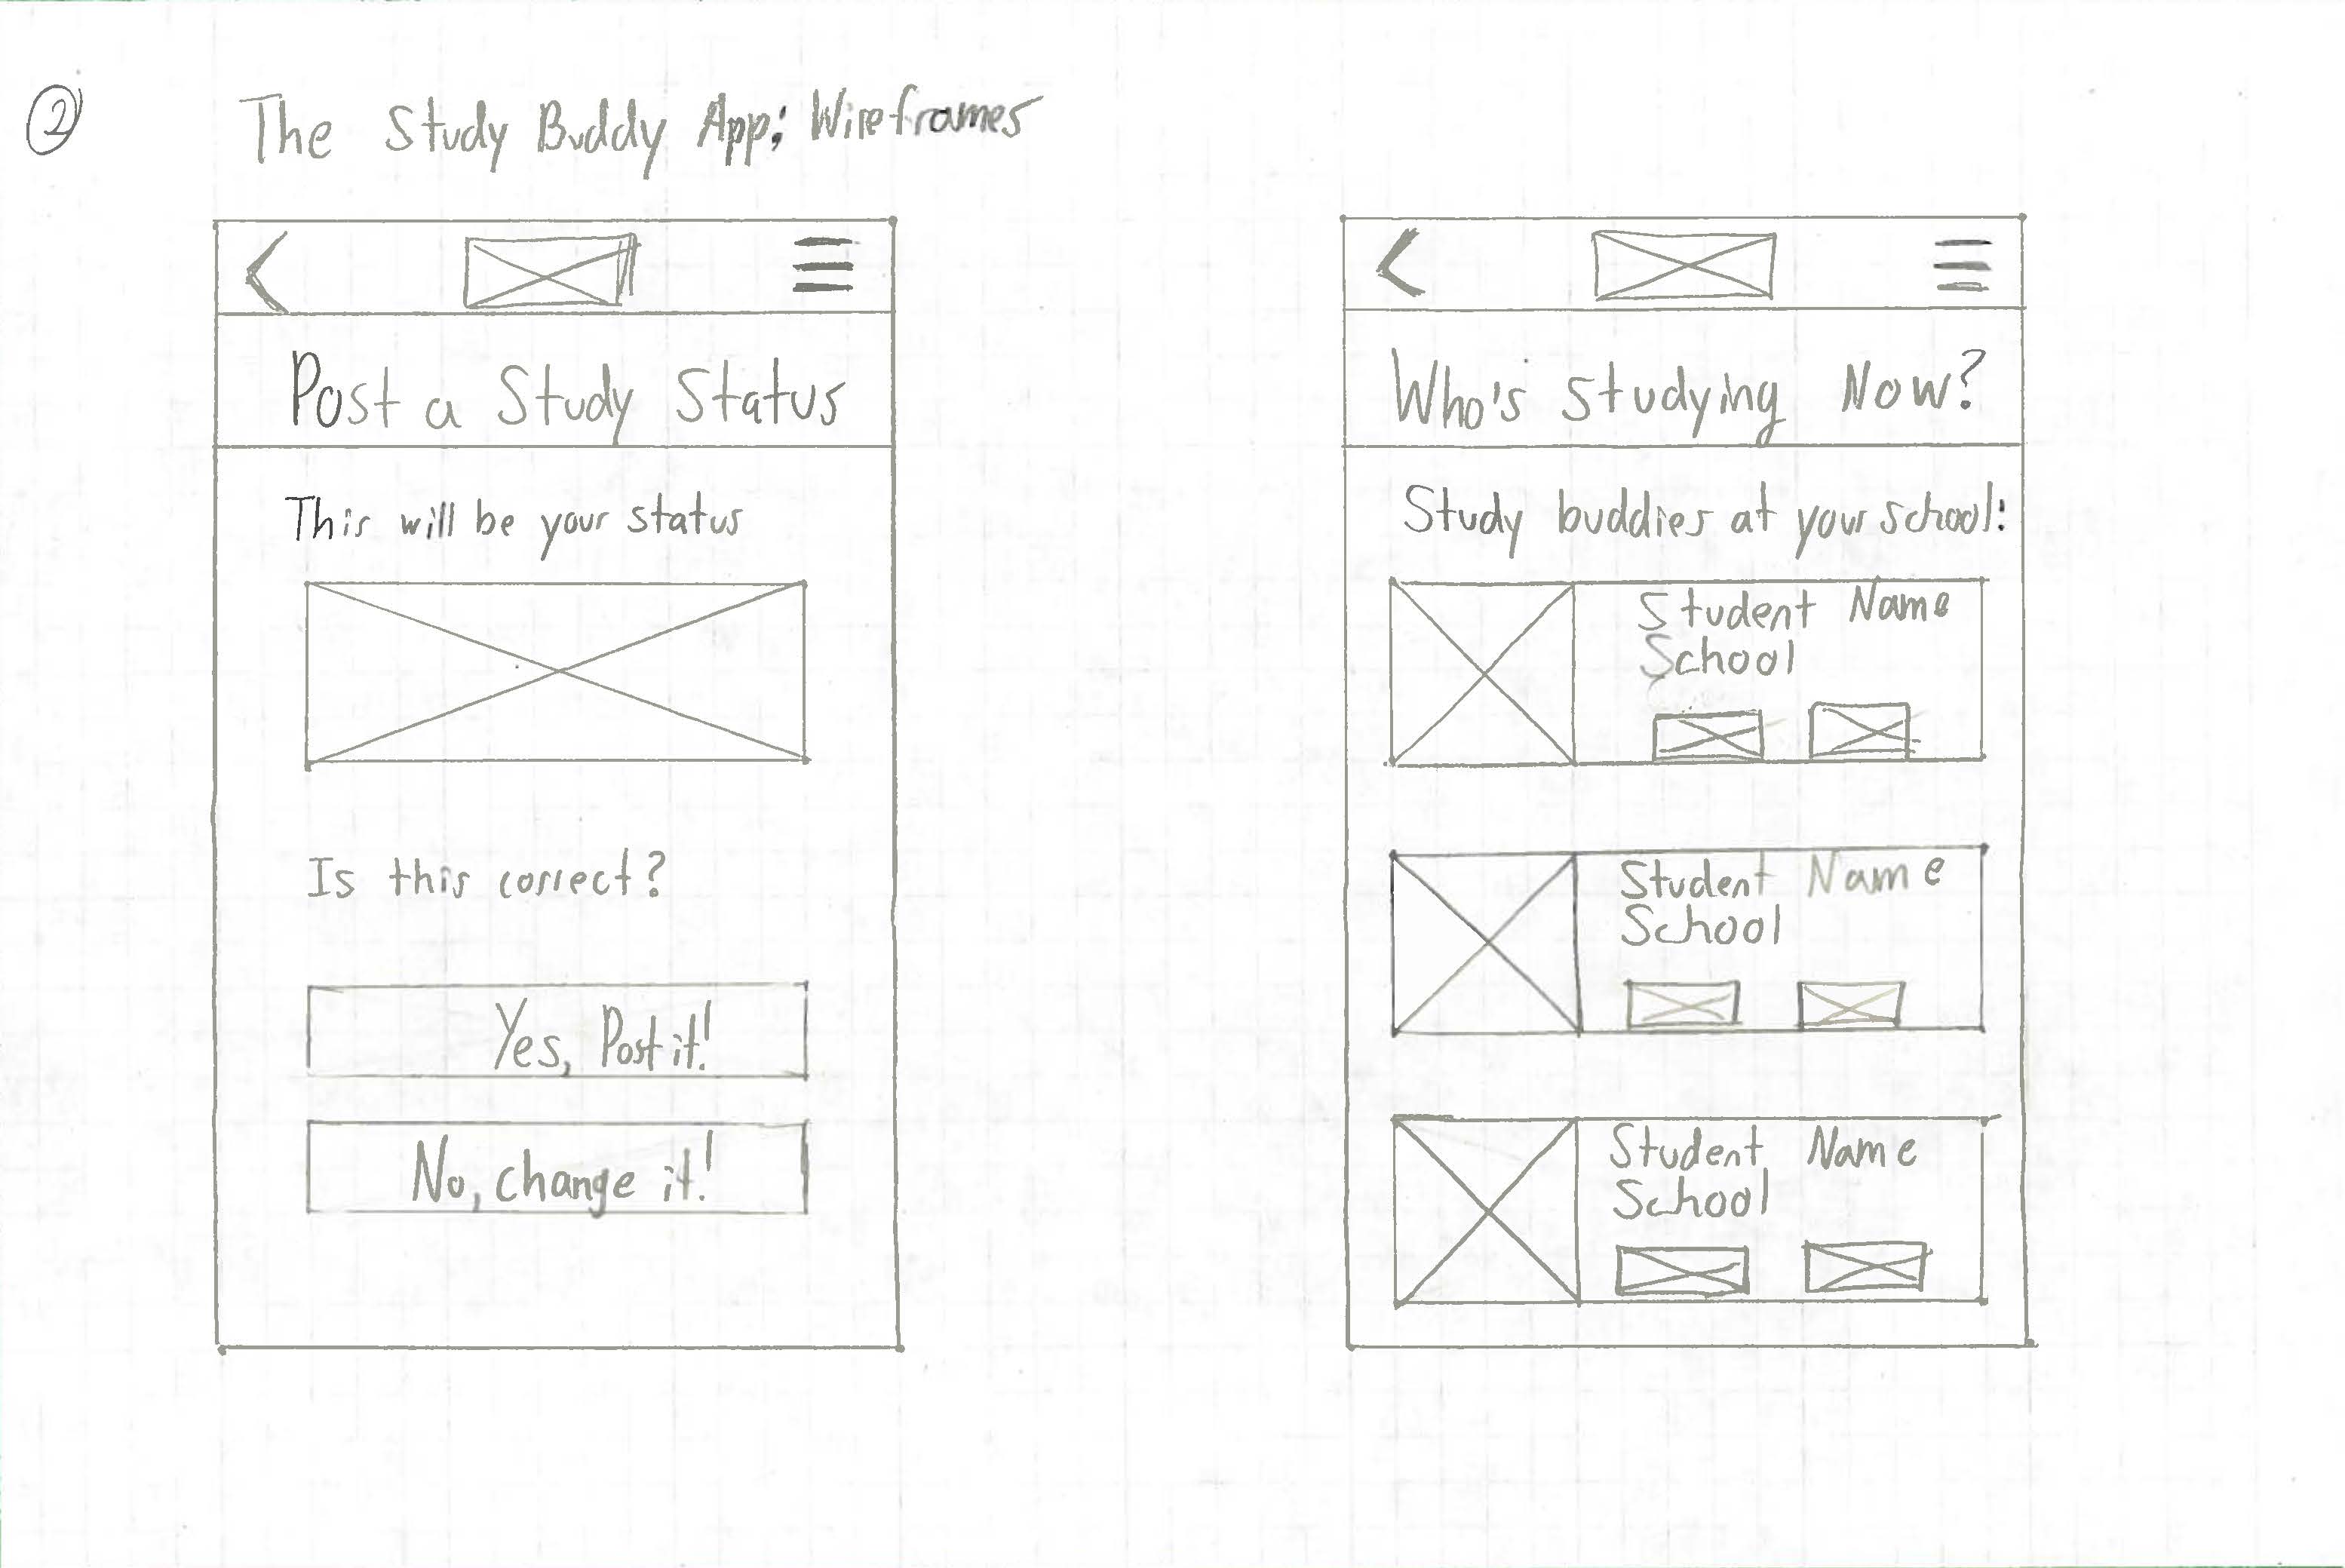 2
The Study Buddy App: Wireframes
Post a Study Status
This will be your status
Is this correct?
Yes, Post it!
No, change it!
Who's Studying Now?
Study buddies at your school:
Student Name
School
Student Name
School
Student Name
School